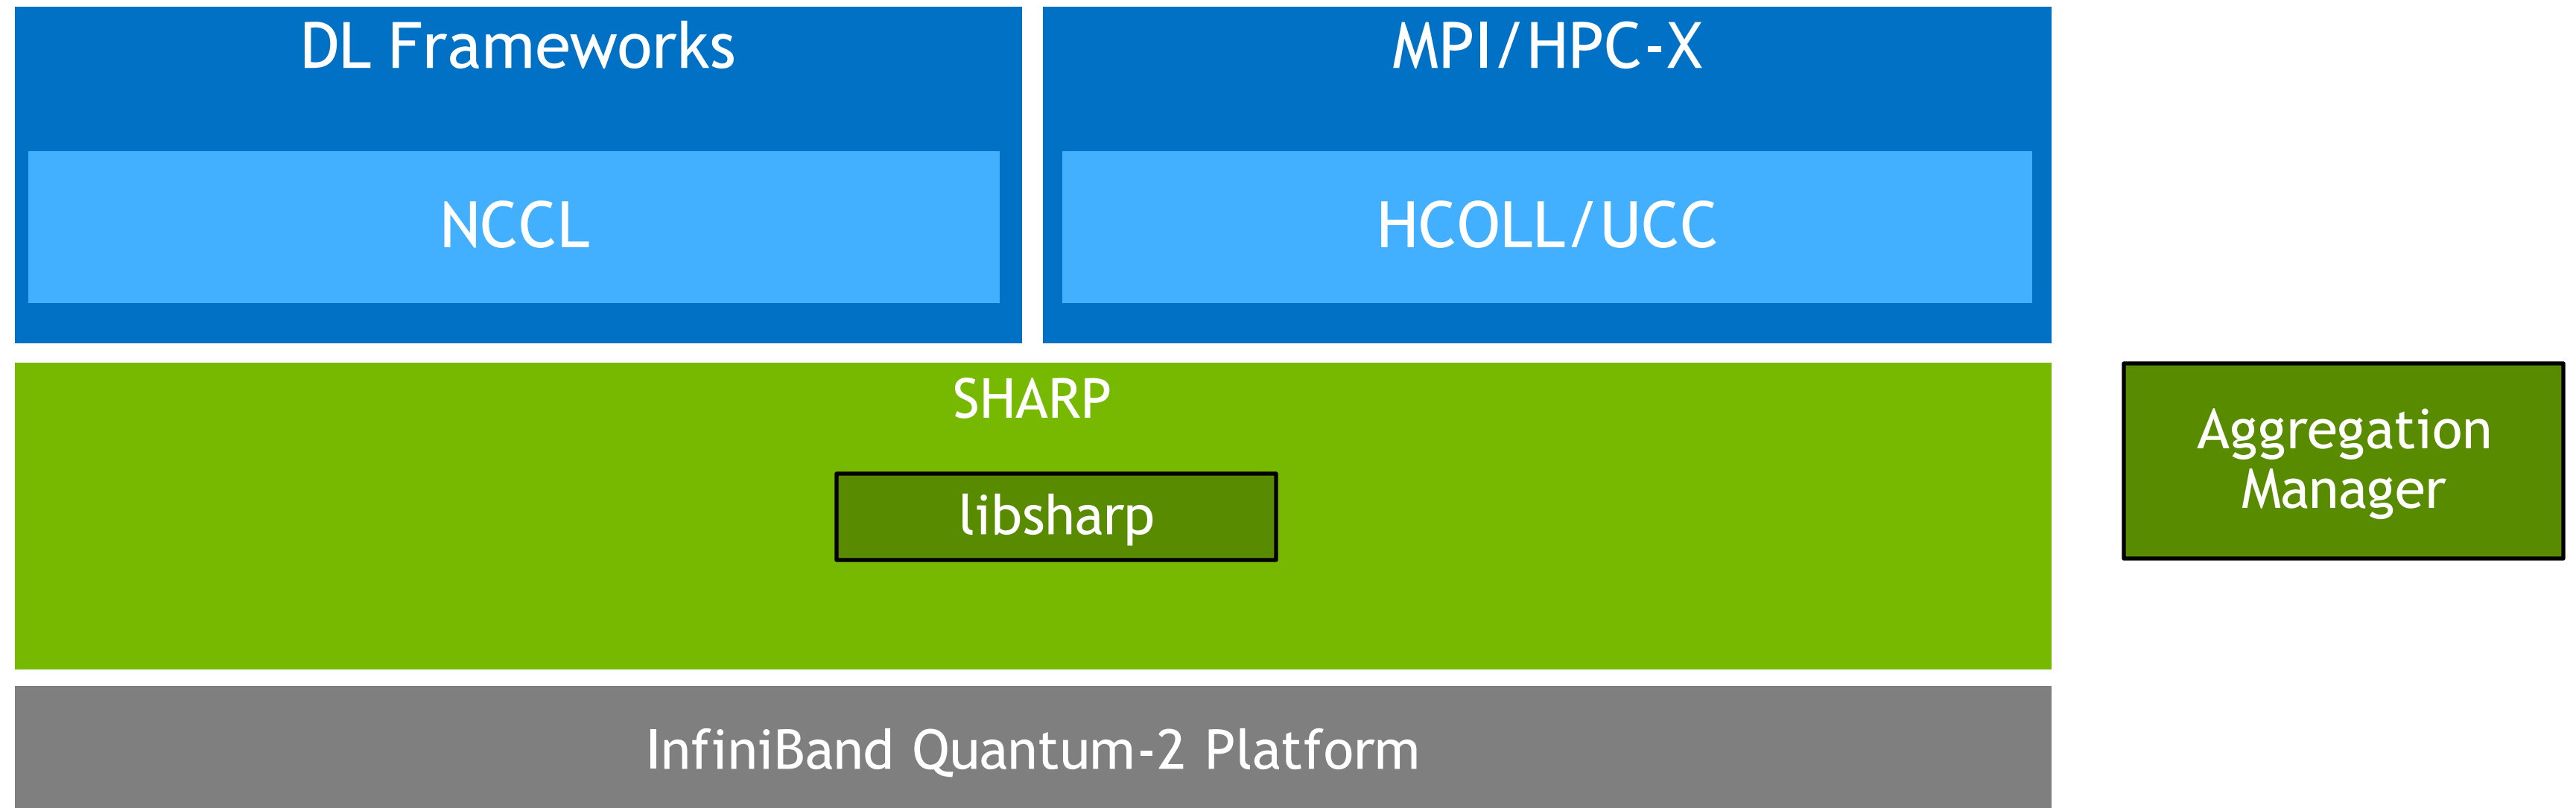 DL Frameworks
MPI/HPC-X
NCCL
HCOLL/UCC
SHARP
libsharp
Aggregation
Manager
InfiniBand Quantum-2 Platform